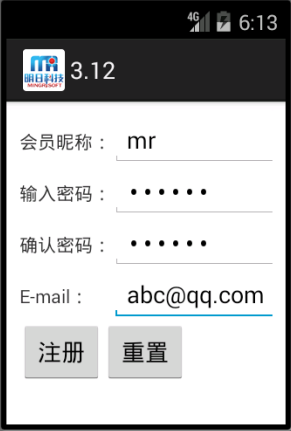 4G 6:13
明日科技
MINGRISOFT
3.12
会员昵称： mr
输入密码： ••••••
确认密码： ••••••
E-mail： abc@qq.com
注册 重置